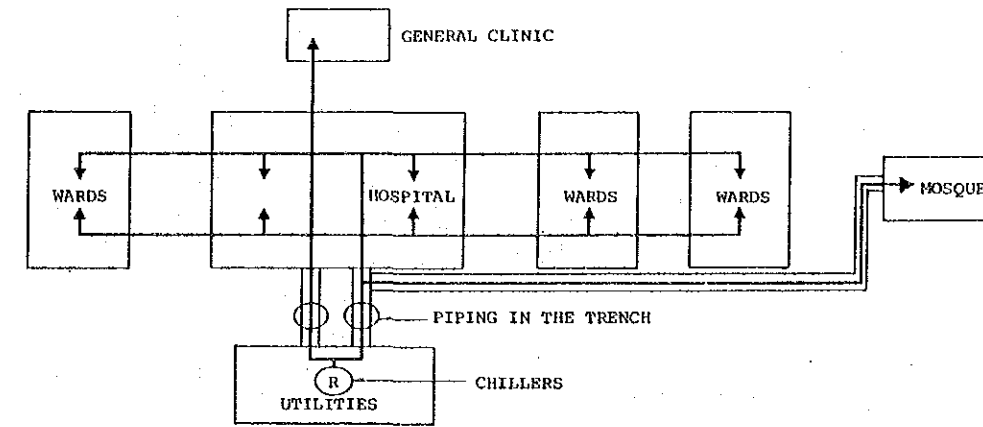 GENERAL CLINIC
WARDS
HOSPITAL
WARDS
WARDS
MOSQUE
PIPING IN THE TRENCH
R
CHILLERS
UTILITIES